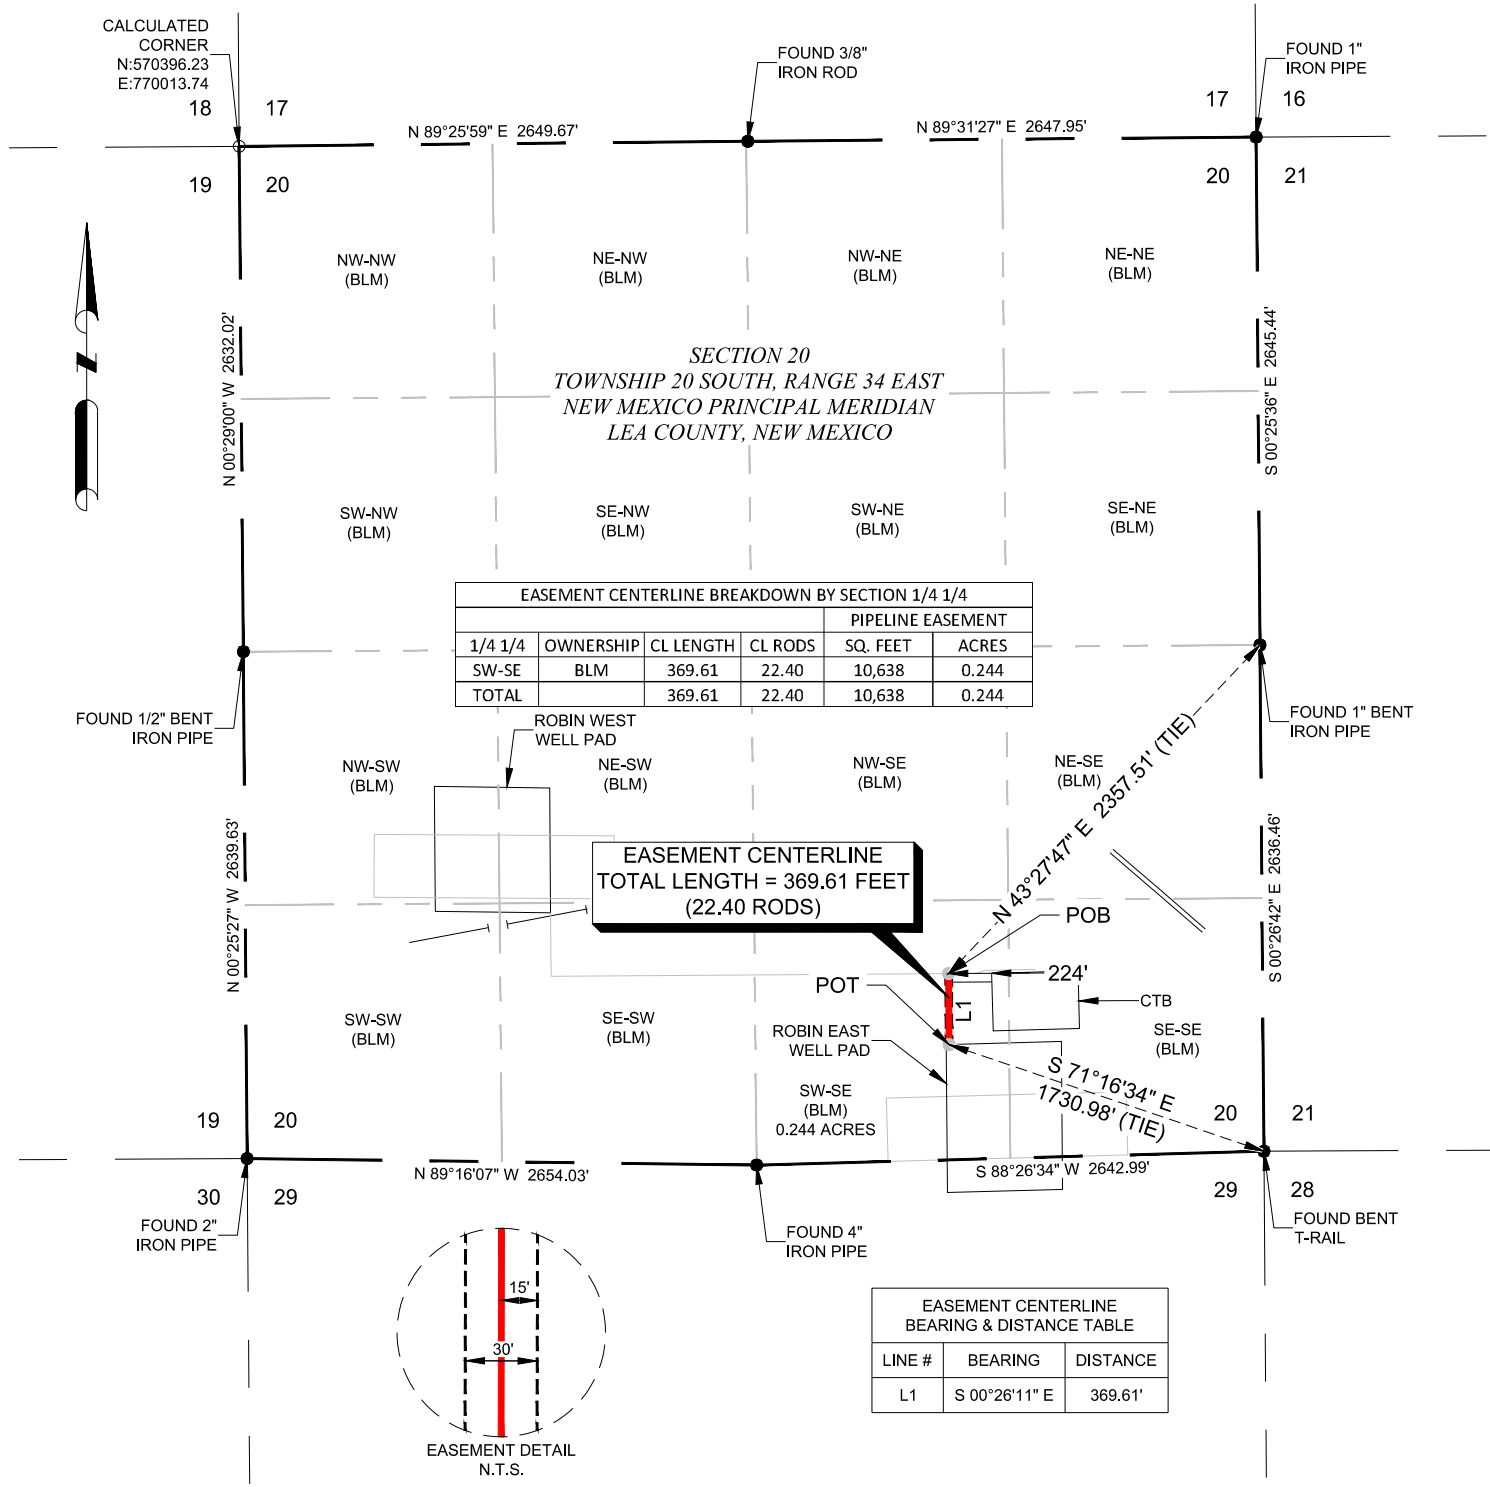 CALCULATED
CORNER
N:570396.23
E:770013.74
FOUND 3/8"
IRON ROD
FOUND 1"
IRON PIPE
18 17
17 16
N 89°25'59" E 2649.67'
N 89°31'27" E 2647.95'
19 20
20 21
NW-NW
(BLM)
NE-NW
(BLM)
NW-NE
(BLM)
NE-NE
(BLM)
N 00°29'00" W 2632.02'
S 00°25'36" E 2645.44'
N
SECTION 20
TOWNSHIP 20 SOUTH, RANGE 34 EAST
NEW MEXICO PRINCIPAL MERIDIAN
LEA COUNTY, NEW MEXICO
SW-NW
(BLM)
SE-NW
(BLM)
SW-NE
(BLM)
SE-NE
(BLM)
EASEMENT CENTERLINE BREAKDOWN BY SECTION 1/4 1/4
PIPELINE EASEMENT
1/4 1/4 OWNERSHIP CL LENGTH CL RODS SQ. FEET ACRES
SW-SE BLM 369.61 22.40 10,638 0.244
TOTAL 369.61 22.40 10,638 0.244
FOUND 1/2" BENT
IRON PIPE
ROBIN WEST
WELL PAD
FOUND 1" BENT
IRON PIPE
NW-SW
(BLM)
NE-SW
(BLM)
NW-SE
(BLM)
NE-SE
(BLM)
N 43°27'47" E 2357.51' (TIE)
N 00°25'27" W 2639.63'
S 00°26'42" E 2636.46'
EASEMENT CENTERLINE
TOTAL LENGTH = 369.61 FEET
(22.40 RODS)
POB
POT
224'
L1
CTB
SW-SW
(BLM)
SE-SW
(BLM)
ROBIN EAST
WELL PAD
SE-SE
(BLM)
SW-SE
(BLM)
0.244 ACRES
S 71°16'34" E
1730.98' (TIE)
19 20
20 21
N 89°16'07" W 2654.03'
S 88°26'34" W 2642.99'
30 29
29 28
FOUND 2"
IRON PIPE
FOUND 4"
IRON PIPE
FOUND BENT
T-RAIL
15'
30'
EASEMENT DETAIL
N.T.S.
EASEMENT CENTERLINE
BEARING & DISTANCE TABLE
LINE # BEARING DISTANCE
L1 S 00°26'11" E 369.61'